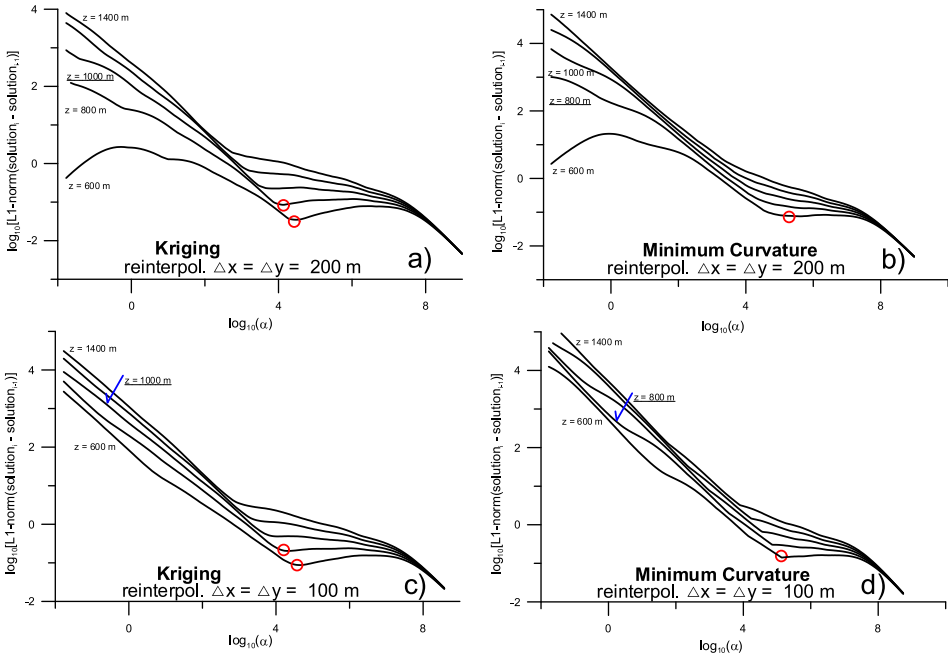 4
2
0
-2
log10[L1-norm(solutioni - solutioni-1)]
z = 1400 m
z = 1000 m
z = 800 m
z = 600 m
Kriging
reinterpol. △x = △y = 200 m
a)
0
4
8
log10(α)
4
2
0
-2
log10[L1-norm(solutioni - solutioni-1)]
z = 1400 m
z = 1000 m
z = 800 m
z = 600 m
Minimum Curvature
reinterpol. △x = △y = 200 m
b)
0
4
8
log10(α)
4
2
0
-2
log10[L1-norm(solutioni - solutioni-1)]
z = 1400 m
z = 1000 m
z = 600 m
Kriging
reinterpol. △x = △y = 100 m
c)
0
4
8
log10(α)
4
2
0
-2
log10[L1-norm(solutioni - solutioni-1)]
z = 1400 m
z = 800 m
z = 600 m
Minimum Curvature
reinterpol. △x = △y = 100 m
d)
0
4
8
log10(α)